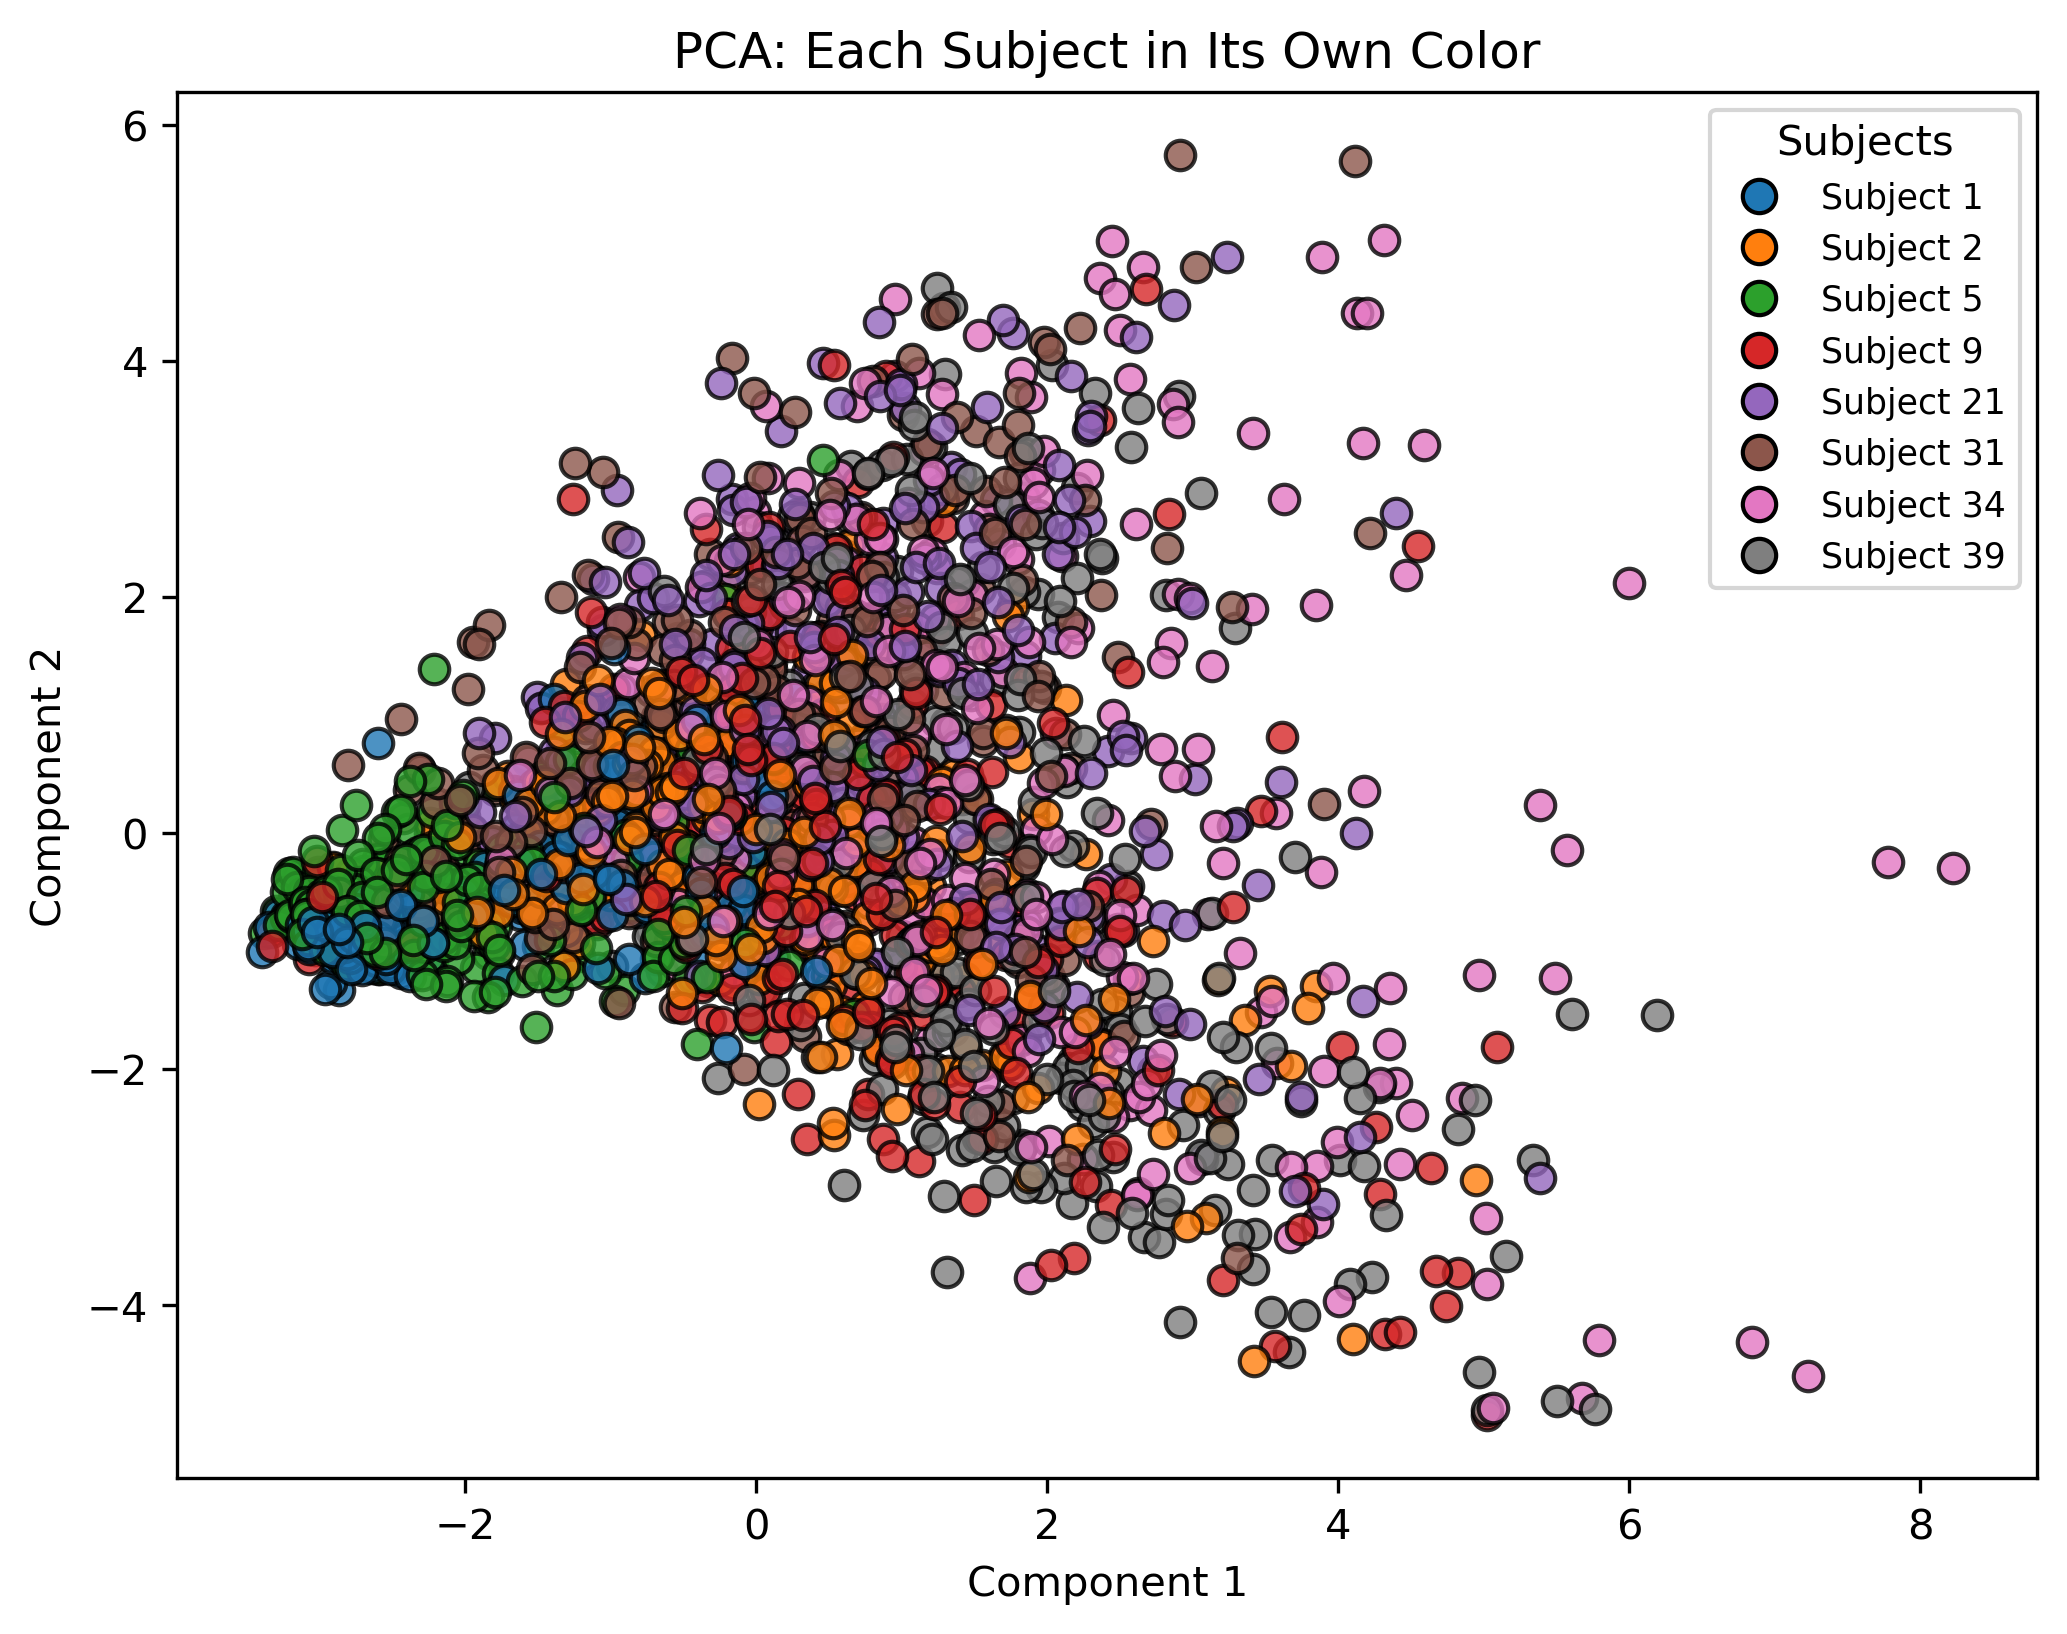 PCA: Each Subject in Its Own Color
6
4
2
0
−2
−4
Component 2
Subjects
Subject 1
Subject 2
Subject 5
Subject 9
Subject 21
Subject 31
Subject 34
Subject 39
−2 0 2 4 6 8
Component 1